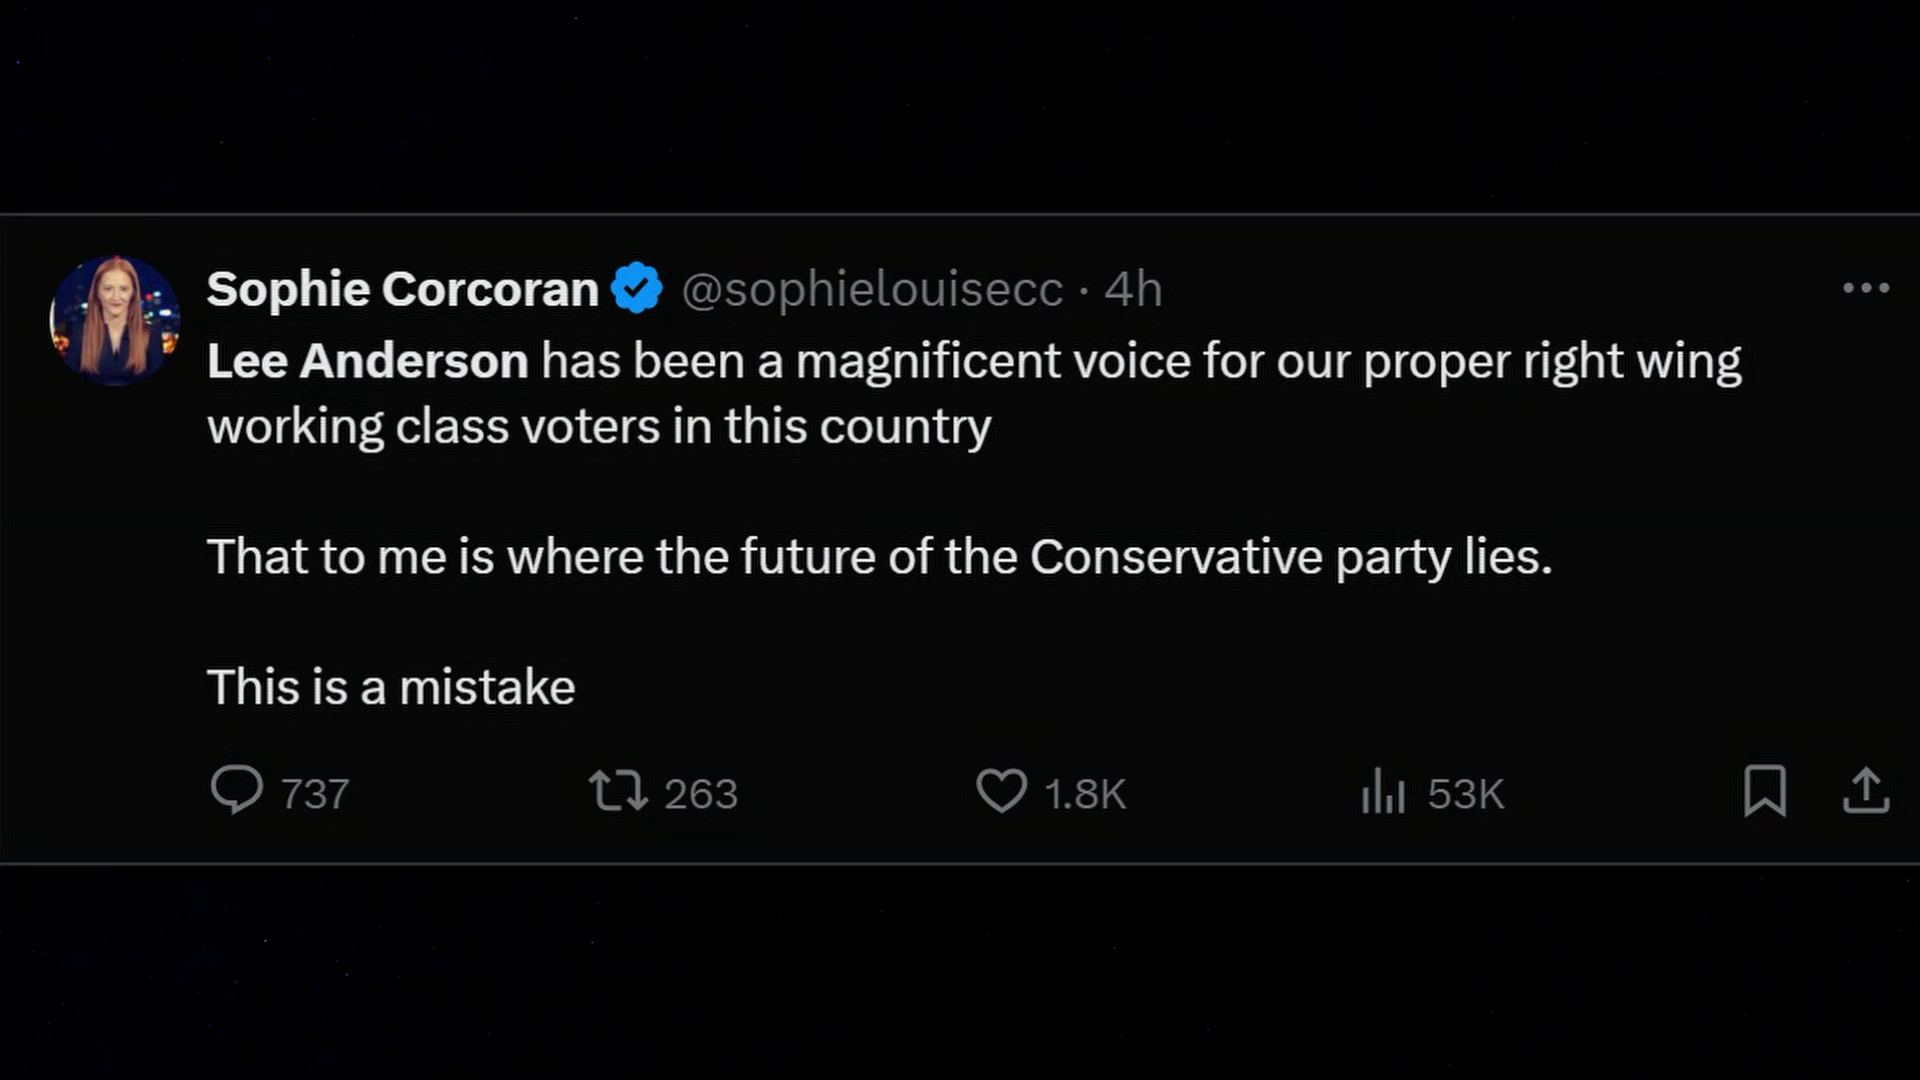 Sophie Corcoran @sophielouisecc · 4h
Lee Anderson has been a magnificent voice for our proper right wing
working class voters in this country
That to me is where the future of the Conservative party lies.
This is a mistake
737 263 1.8K 53K